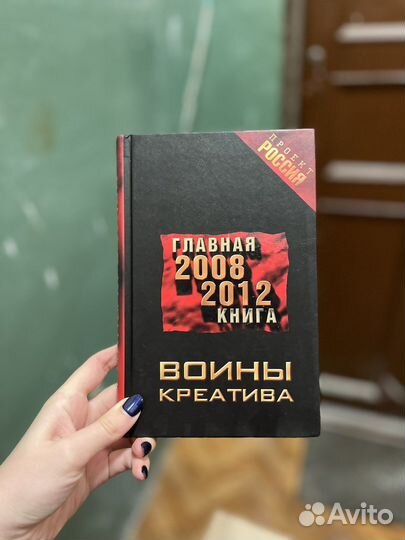 ПРОЕКТ
РОССИЯ
ГЛАВНАЯ
2008
2012
КНИГА
ВОИНЫ
КРЕАТИВА
Avito